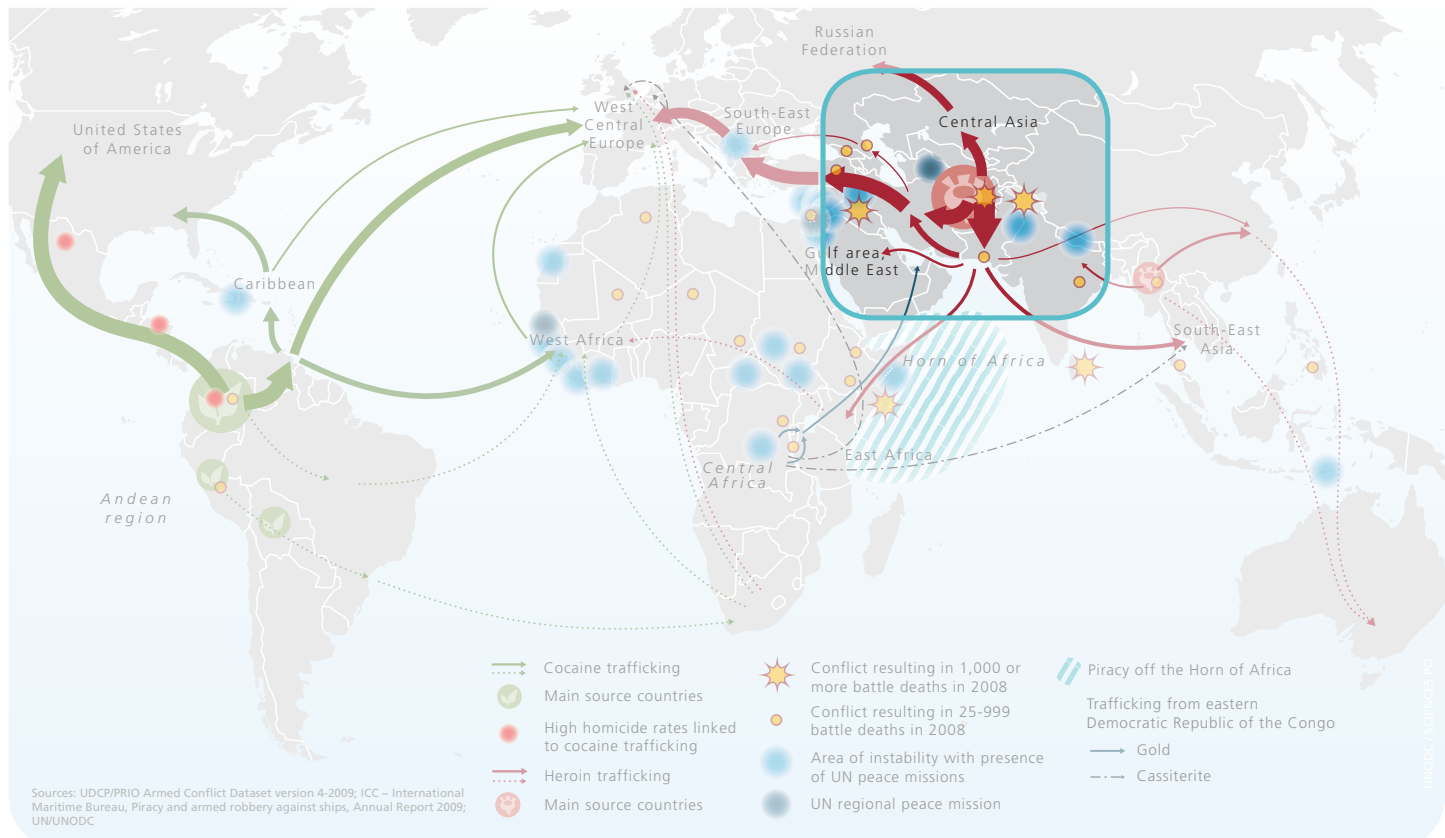 Russian
Federation
West
Central
Europe
South-East
Europe
Central Asia
United States
of America
Gulf area
Middle East
Caribbean
West Africa
Horn of Africa
South-East
Asia
East Africa
Central
Africa
Andean
region
Cocaine trafficking
Main source countries
High homicide rates linked
to cocaine trafficking
Heroin trafficking
Main source countries
Conflict resulting in 1,000 or
more battle deaths in 2008
Conflict resulting in 25-999
battle deaths in 2008
Area of instability with presence
of UN peace missions
UN regional peace mission
Piracy off the Horn of Africa
Trafficking from eastern
Democratic Republic of the Congo
Gold
Cassiterite
Sources: UDCP/PRIO Armed Conflict Dataset version 4-2009; ICC – International
Maritime Bureau, Piracy and armed robbery against ships, Annual Report 2009;
UN/UNODC
UNODC / SCIENCES PO